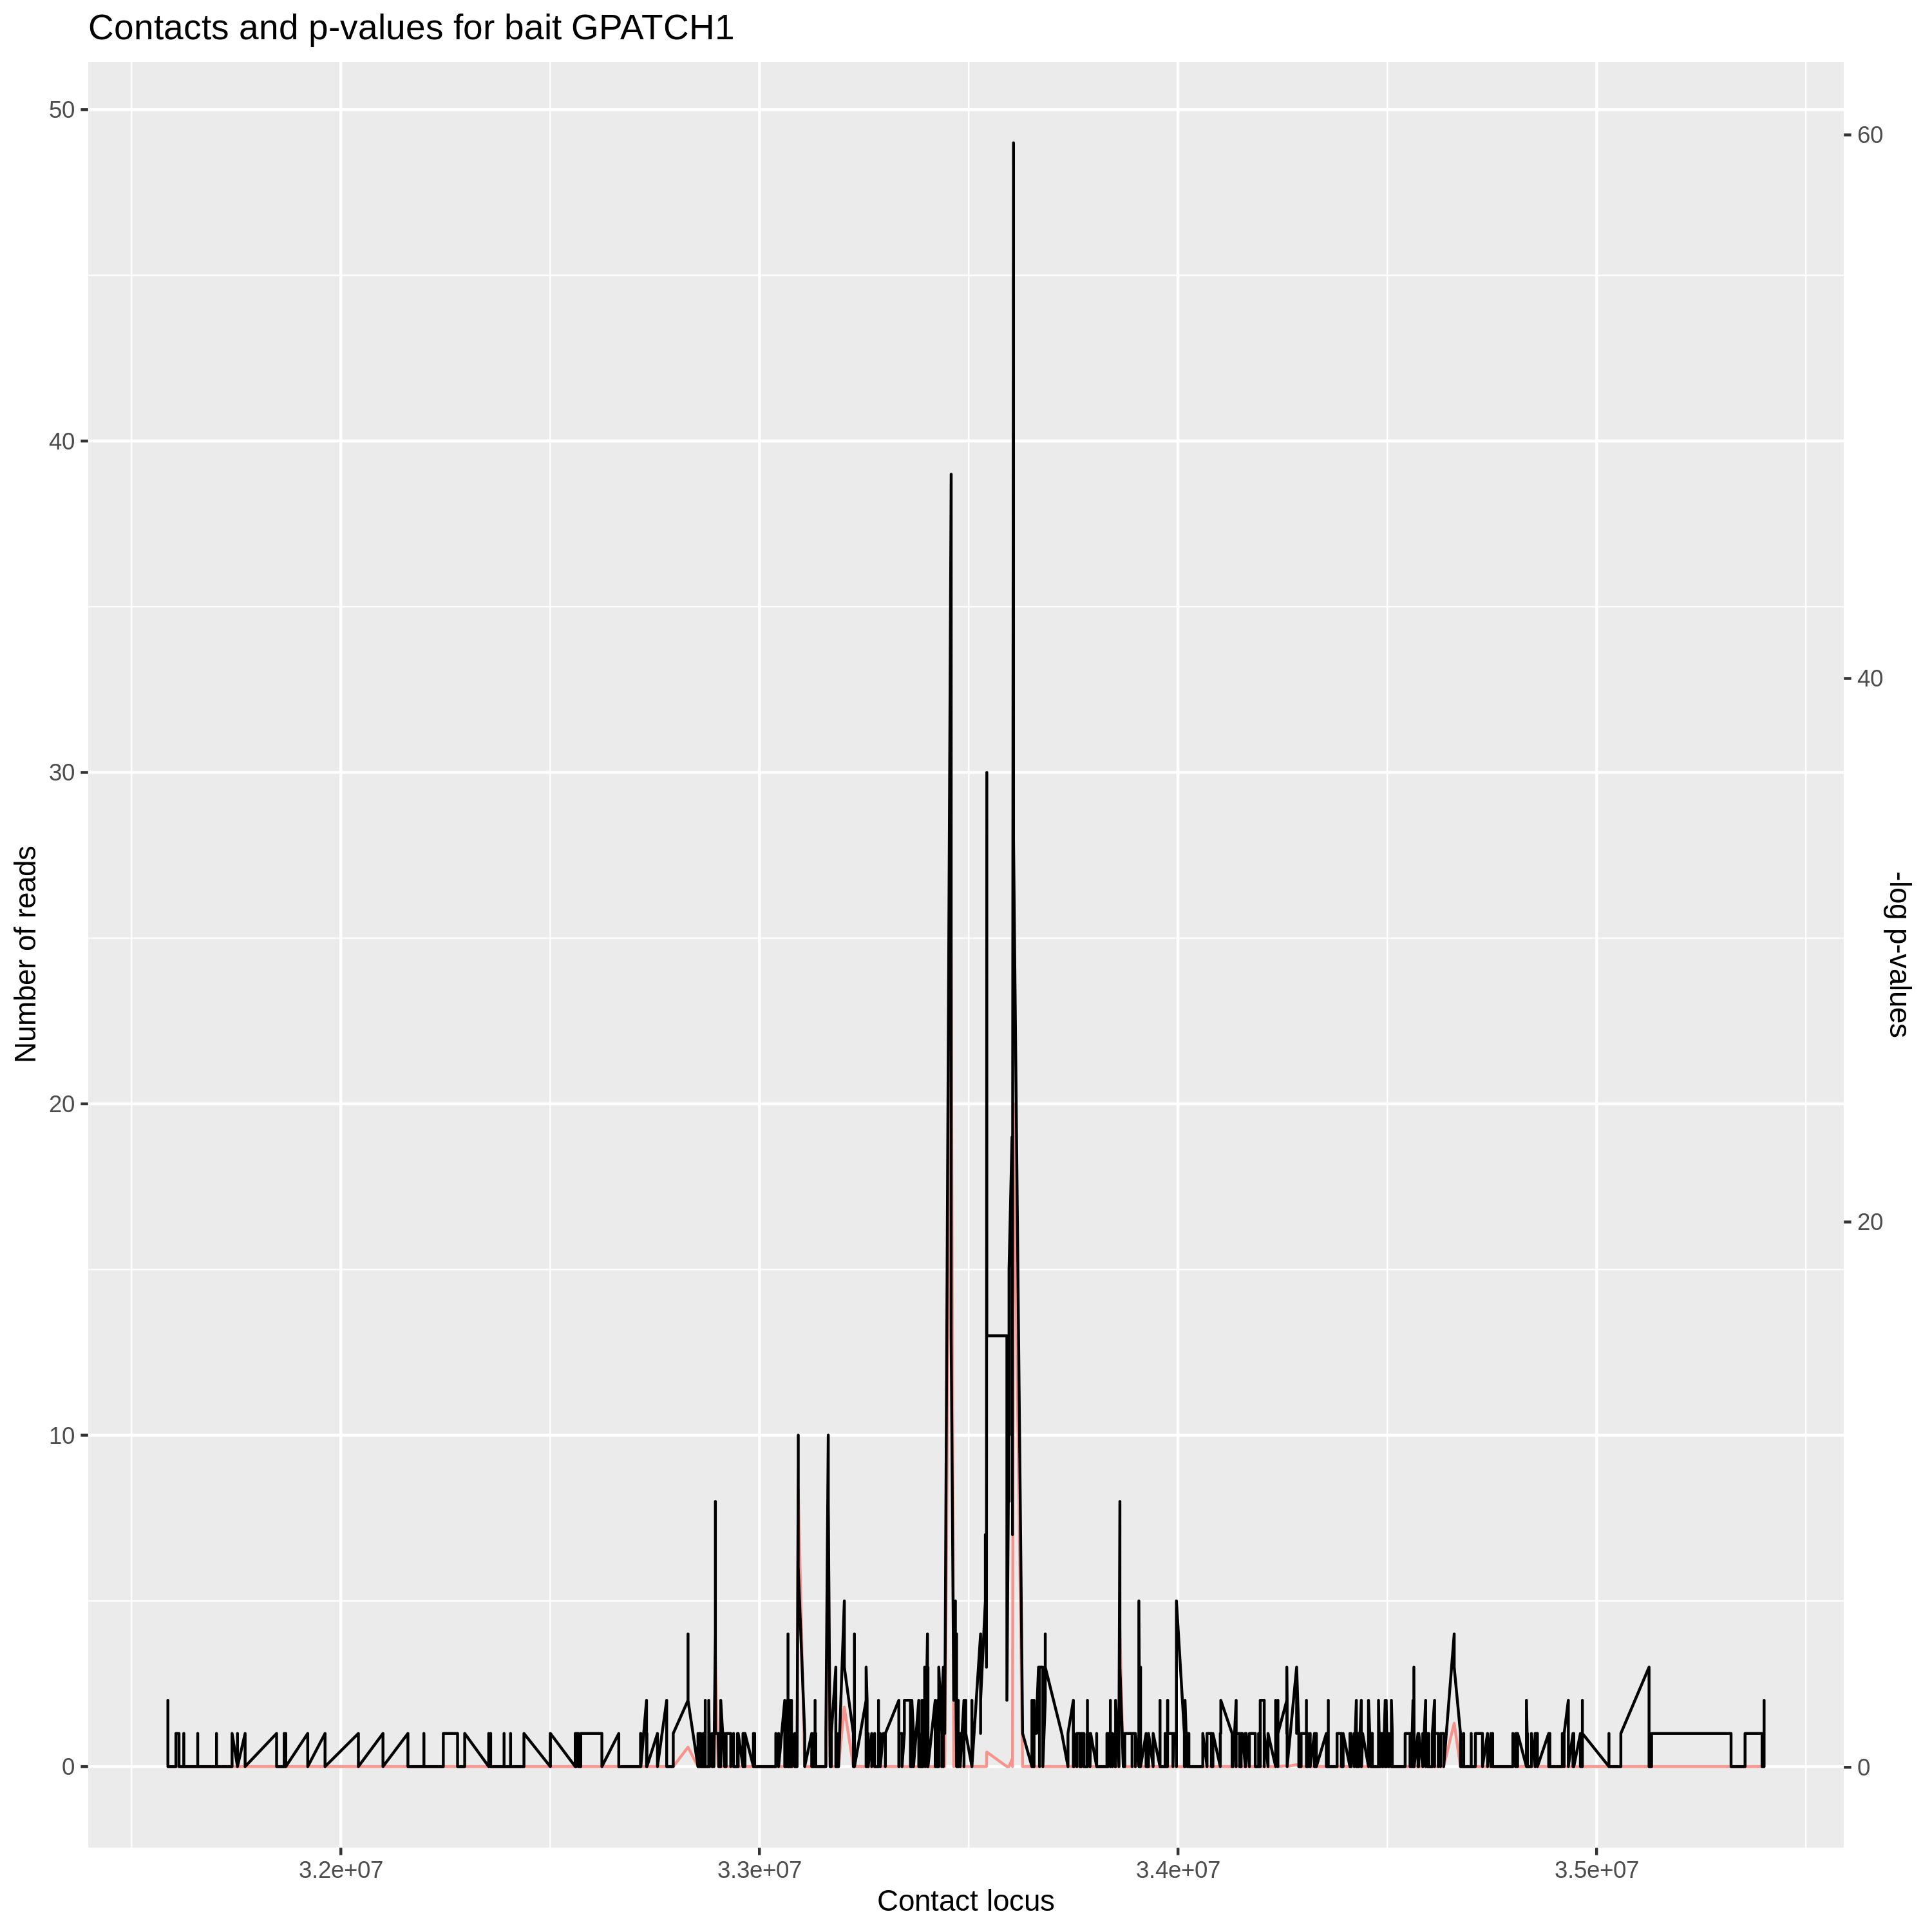 Contacts and p-values for bait GPATCH1
50
40
30
20
10
0
Number of reads
60
40
20
0
-log p-values
3.2e+07
3.3e+07
3.4e+07
3.5e+07
Contact locus